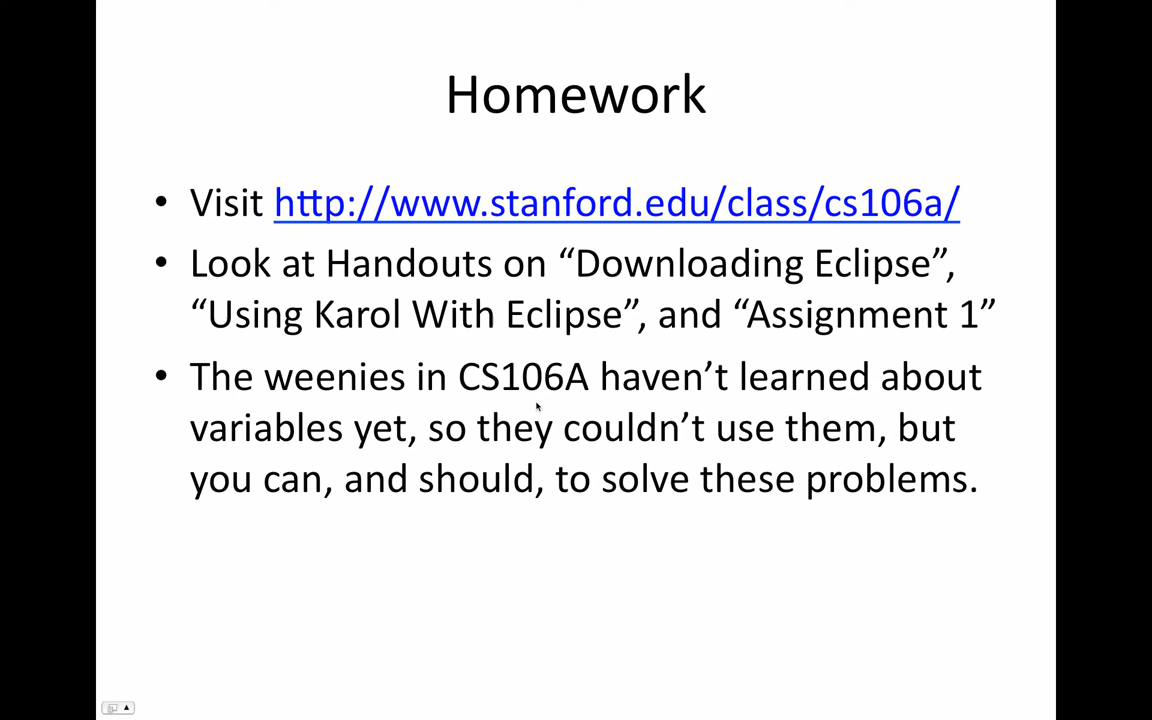 Homework
• Visit http://www.stanford.edu/class/cs106a/
• Look at Handouts on “Downloading Eclipse”,
“Using Karol With Eclipse”, and “Assignment 1”
• The weenies in CS106A haven’t learned about
variables yet, so they couldn’t use them, but
you can, and should, to solve these problems.